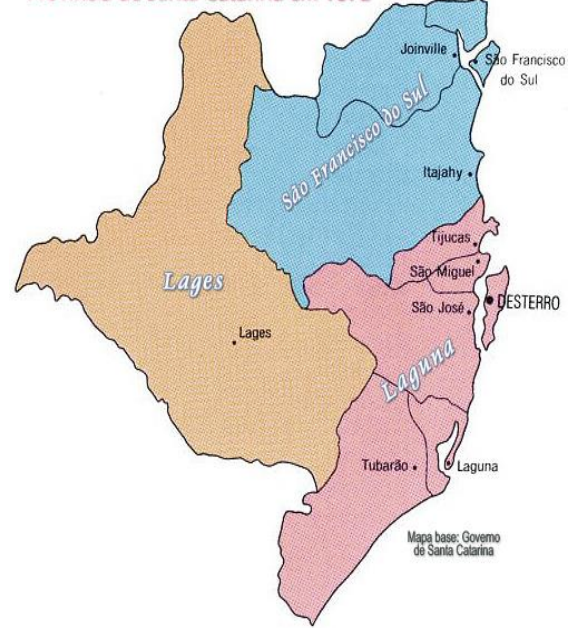 Joinville
São Francisco
do Sul
São Francisco do Sul
Itajahy
Tijucas
São Miguel
Lages
São José
DESTERRO
Lages
Laguna
Tubarão
Laguna
Mapa base: Governo
de Santa Catarina